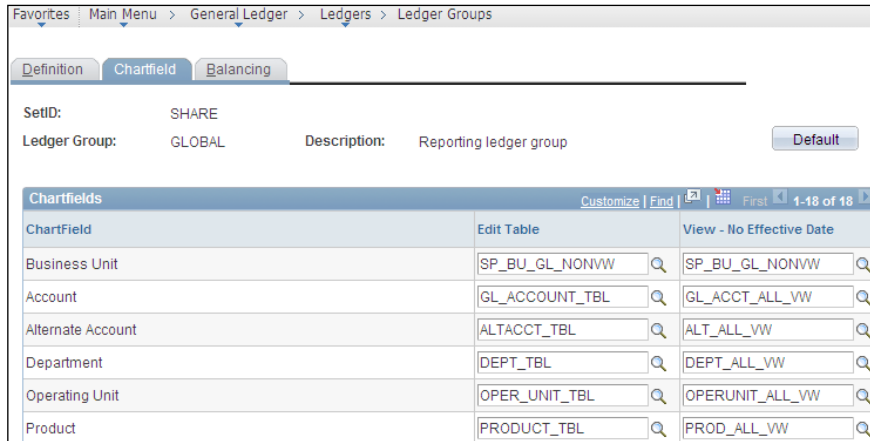 Favorites Main Menu > General Ledger > Ledgers > Ledger Groups
Definition Chartfield Balancing
SetID: SHARE
Ledger Group: GLOBAL Description: Reporting ledger group Default
Chartfields Customize | Find | | First 1-18 of 18
ChartField Edit Table View - No Effective Date
Business Unit SP_BU_GL_NONVW SP_BU_GL_NONVW
Account GL_ACCOUNT_TBL GL_ACCT_ALL_VW
Alternate Account ALTACCT_TBL ALT_ALL_VW
Department DEPT_TBL DEPT_ALL_VW
Operating Unit OPER_UNIT_TBL OPERUNIT_ALL_VW
Product PRODUCT_TBL PROD_ALL_VW